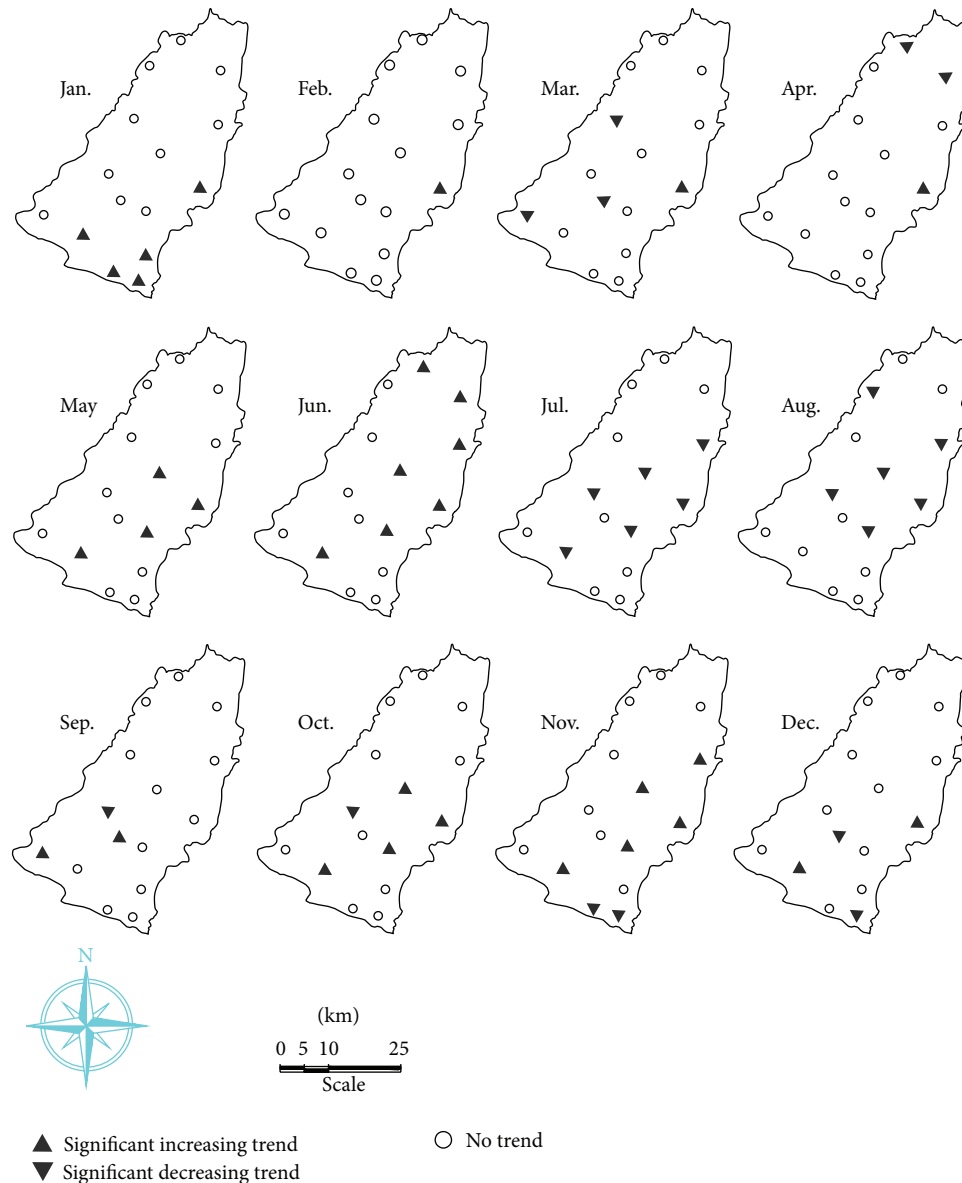 Jan.
Feb.
Mar.
Apr.
May
Jun.
Jul.
Aug.
Sep.
Oct.
Nov.
Dec.
N
(km)
0 5 10 25
Scale
Significant increasing trend
No trend
Significant decreasing trend